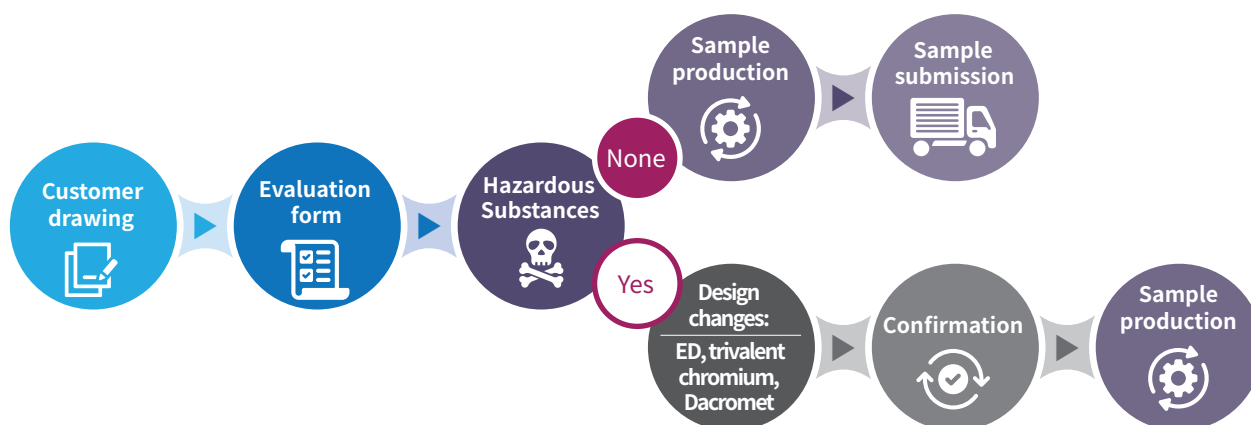 Customer
drawing
Evaluation
form
Hazardous
Substances
None
Sample
production
Sample
submission
Yes
Design
changes:
ED, trivalent
chromium,
Dacromet
Confirmation
Sample
production